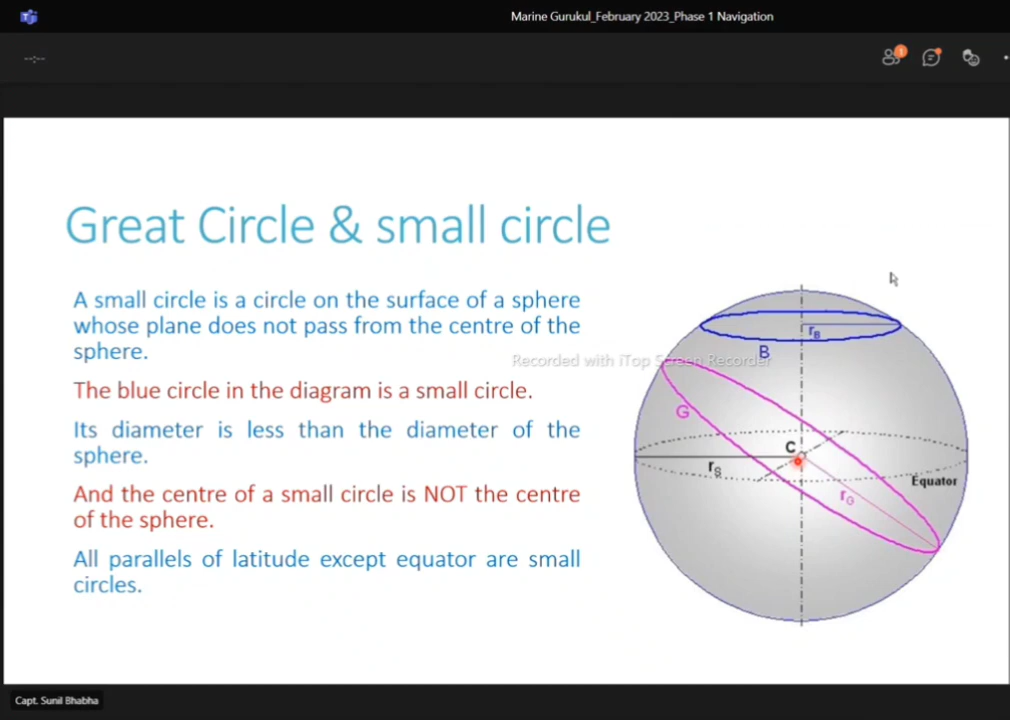 Marine Gurukul_February 2023_Phase 1 Navigation
--:--
1
Great Circle & small circle
A small circle is a circle on the surface of a sphere
whose plane does not pass from the centre of the
sphere.
The blue circle in the diagram is a small circle.
Its diameter is less than the diameter of the
sphere.
And the centre of a small circle is NOT the centre
of the sphere.
All parallels of latitude except equator are small
circles.
rB
B
Recorded with iTop Screen Recorder
G
C
rS
Equator
rG
Capt. Sunil Bhabha